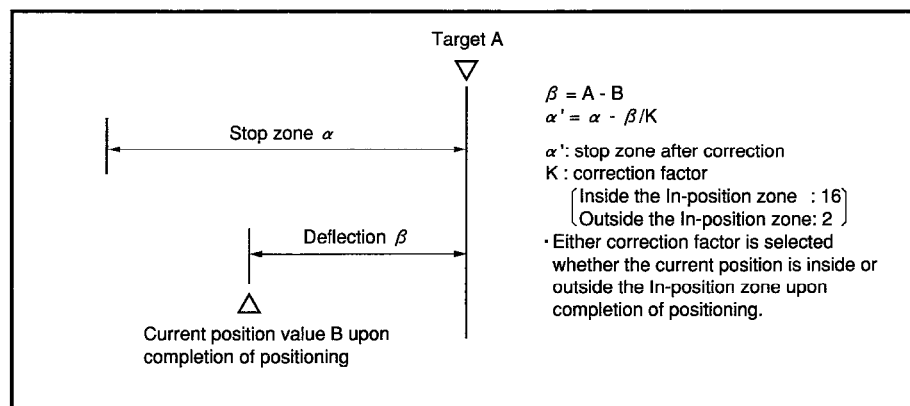 Target A
Stop zone α
Deflection β
Current position value B upon
completion of positioning
β = A - B
α' = α - β/K
α': stop zone after correction
K : correction factor
Inside the In-position zone : 16
Outside the In-position zone: 2
・Either correction factor is selected
whether the current position is inside or
outside the In-position zone upon
completion of positioning.